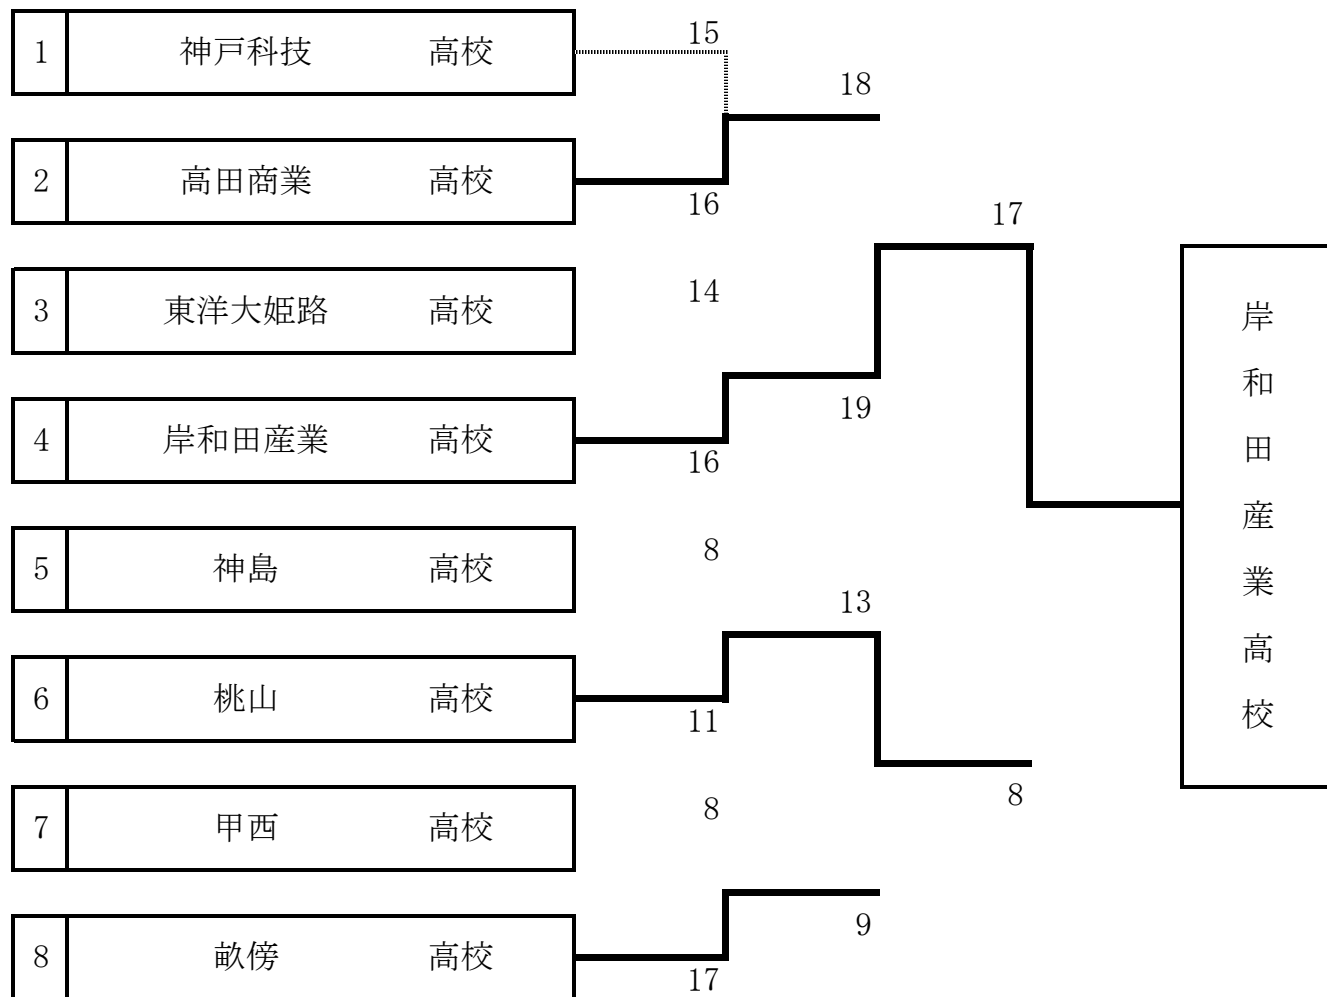 15
1 神戸科技 高校
18
2 高田商業 高校
16
17
14
3 東洋大姫路 高校
19
4 岸和田産業 高校
16
8
5 神島 高校
13
6 桃山 高校
11
8
8
7 甲西 高校
9
8 畝傍 高校
17
岸和田産業高校